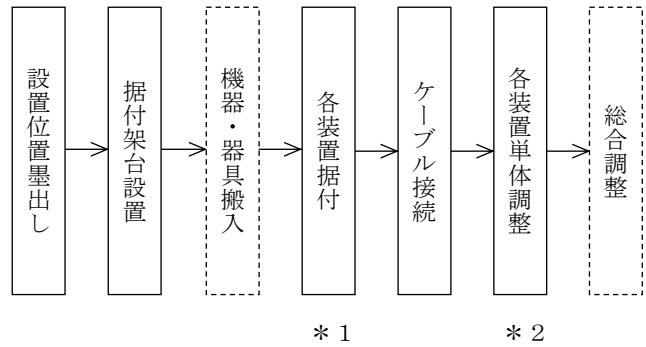 設置位置墨出し
据付架台設置
機器・器具搬入
各装置据付
ケーブル接続
各装置単体調整
総合調整
＊1
＊2